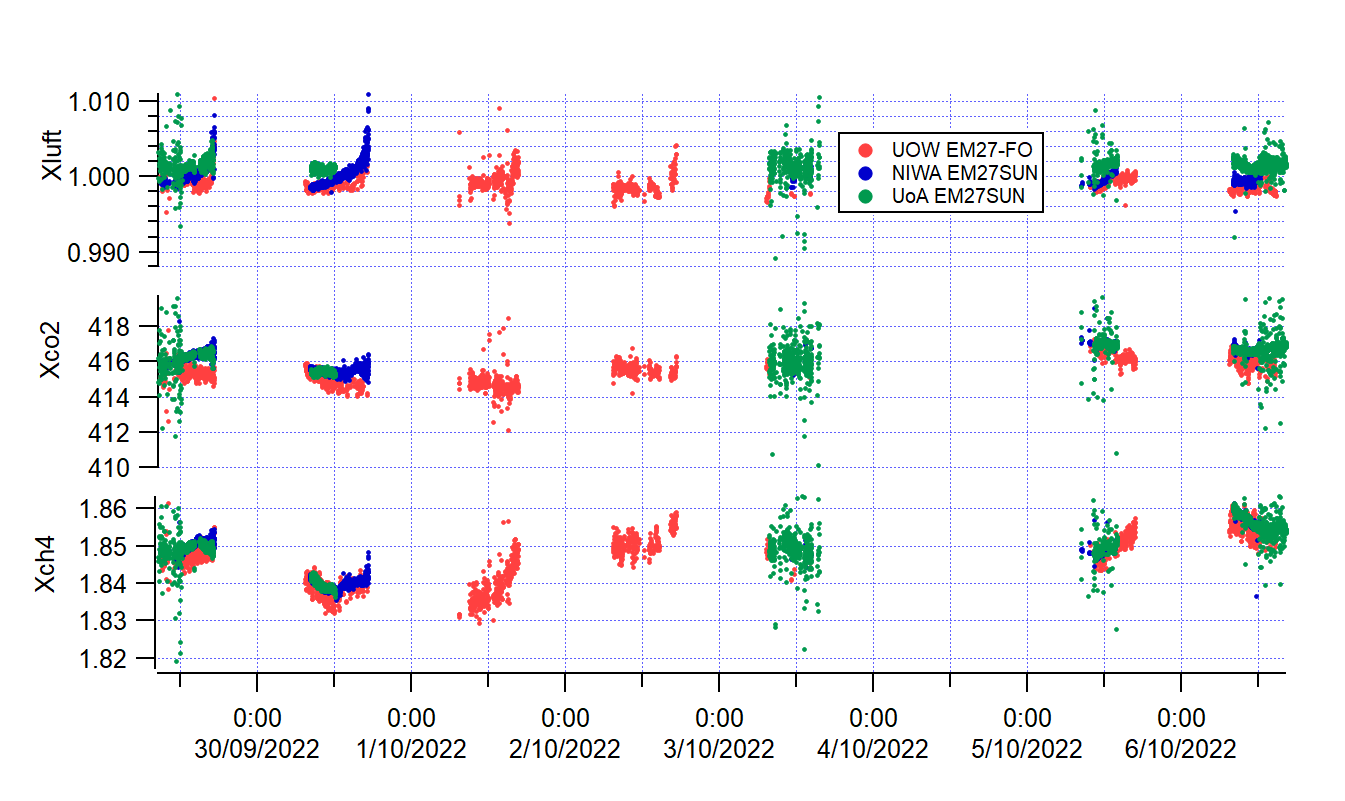 1.010
1.000
0.990
Xluft
UOW EM27-FO
NIWA EM27SUN
UoA EM27SUN
418
416
414
412
410
Xco2
1.86
1.85
1.84
1.83
1.82
Xch4
0:00 0:00 0:00 0:00 0:00 0:00 0:00
30/09/2022 1/10/2022 2/10/2022 3/10/2022 4/10/2022 5/10/2022 6/10/2022